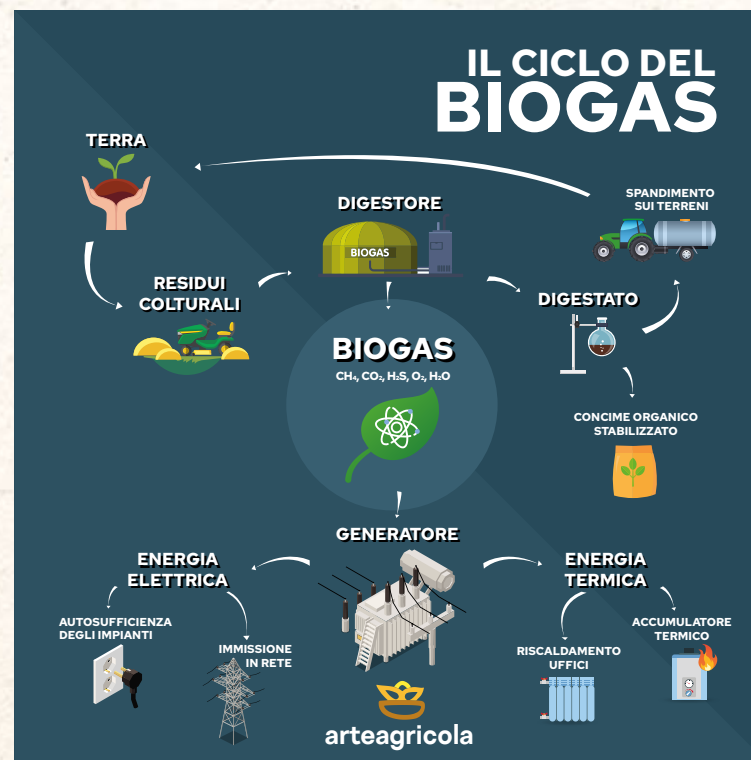 IL CICLO DEL
BIOGAS
TERRA
SPANDIMENTO
SUI TERRENI
DIGESTORE
BIOGAS
RESIDUI
COLTURALI
DIGESTATO
BIOGAS
CH₄, CO₂, H₂S, O₂, H₂O
CONCIME ORGANICO
STABILIZZATO
GENERATORE
ENERGIA
ELETTRICA
ENERGIA
TERMICA
AUTOSUFFICIENZA
DEGLI IMPIANTI
IMMISSIONE
IN RETE
RISCALDAMENTO
UFFICI
ACCUMULATORE
TERMICO
arteagricola